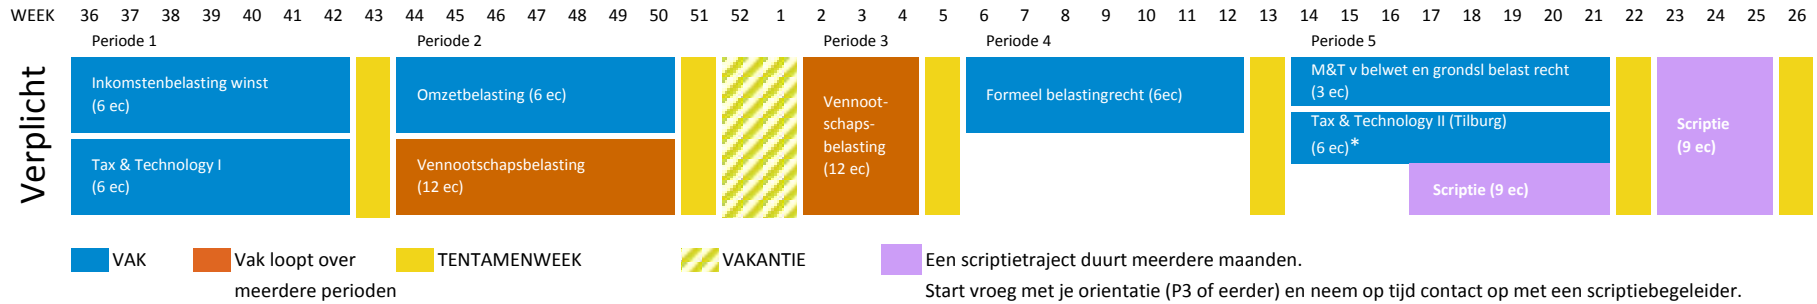 WEEK 36 37 38 39 40 41 42 43 44 45 46 47 48 49 50 51 52 1 2 3 4 5 6 7 8 9 10 11 12 13 14 15 16 17 18 19 20 21 22 23 24 25 26
Periode 1 Periode 2 Periode 3 Periode 4 Periode 5
Verplicht
Inkomstenbelasting winst
(6 ec)
Tax & Technology I
(6 ec)
Omzetbelasting (6 ec)
Vennootschapsbelasting
(12 ec)
Vennoot-
schaps-
belasting
(12 ec)
Formeel belastingrecht (6ec)
M&T v belwet en grondsl belast recht
(3 ec)
Tax & Technology II (Tilburg)
(6 ec)*
Scriptie (9 ec)
Scriptie
(9 ec)
VAK
Vak loopt over
meerdere perioden
TENTAMENWEEK
VAKANTIE
Een scriptietraject duurt meerdere maanden.
Start vroeg met je orientatie (P3 of eerder) en neem op tijd contact op met een scriptiebegeleider.